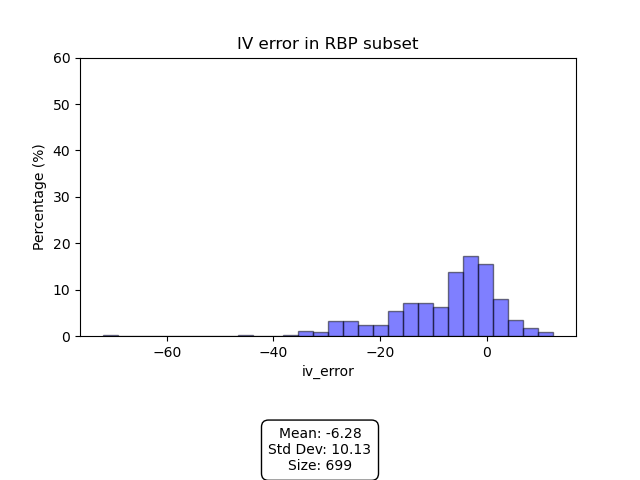 IV error in RBP subset
60
50
40
30
20
10
0
Percentage (%)
−60
−40
−20
0
iv_error
Mean: -6.28
Std Dev: 10.13
Size: 699